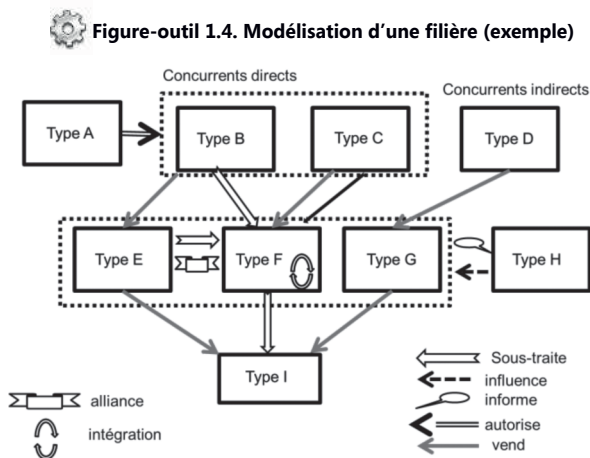 Figure-outil 1.4. Modélisation d'une filière (exemple)
Concurrents directs
Concurrents indirects
Type A
Type B
Type C
Type D
Type E
Type F
Type G
Type H
Type I
alliance
intégration
Sous-traite
influence
informe
autorise
vend